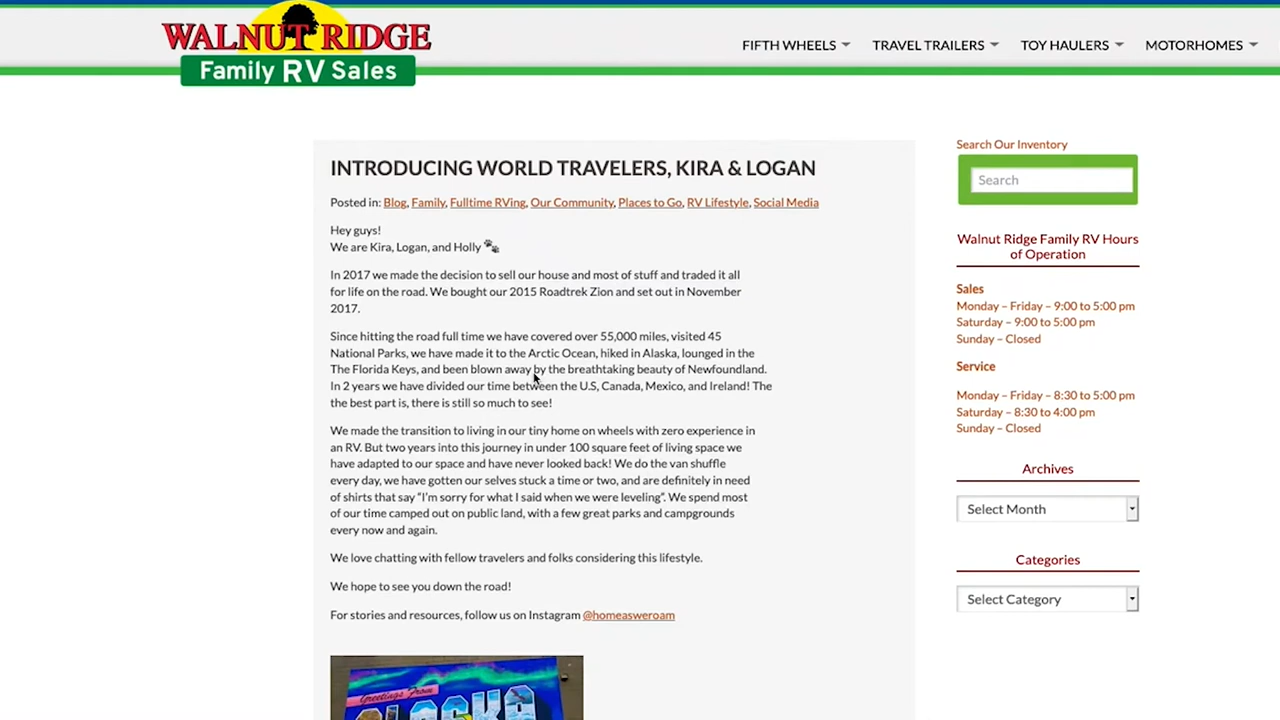 WALNUT RIDGE
Family RV Sales
FIFTH WHEELS
TRAVEL TRAILERS
TOY HAULERS
MOTORHOMES
INTRODUCING WORLD TRAVELERS, KIRA & LOGAN
Posted in: Blog, Family, Fulltime RVing, Our Community, Places to Go, RV Lifestyle, Social Media
Hey guys!
We are Kira, Logan, and Holly 🐾
In 2017 we made the decision to sell our house and most of stuff and traded it all
for life on the road. We bought our 2015 Roadtrek Zion and set out in November
2017.
Since hitting the road full time we have covered over 55,000 miles, visited 45
National Parks, we have made it to the Arctic Ocean, hiked in Alaska, lounged in the
The Florida Keys, and been blown away by the breathtaking beauty of Newfoundland.
In 2 years we have divided our time between the U.S, Canada, Mexico, and Ireland! The
the best part is, there is still so much to see!
We made the transition to living in our tiny home on wheels with zero experience in
an RV. But two years into this journey in under 100 square feet of living space we
have adapted to our space and have never looked back! We do the van shuffle
every day, we have gotten our selves stuck a time or two, and are definitely in need
of shirts that say “I’m sorry for what I said when we were leveling”. We spend most
of our time camped out on public land, with a few great parks and campgrounds
every now and again.
We love chatting with fellow travelers and folks considering this lifestyle.
We hope to see you down the road!
For stories and resources, follow us on Instagram @homeasweroam
Greetings From
ALASKA
Search Our Inventory
Search
Walnut Ridge Family RV Hours
of Operation
Sales
Monday – Friday – 9:00 to 5:00 pm
Saturday – 9:00 to 5:00 pm
Sunday – Closed
Service
Monday – Friday – 8:30 to 5:00 pm
Saturday – 8:30 to 4:00 pm
Sunday – Closed
Archives
Select Month
Categories
Select Category